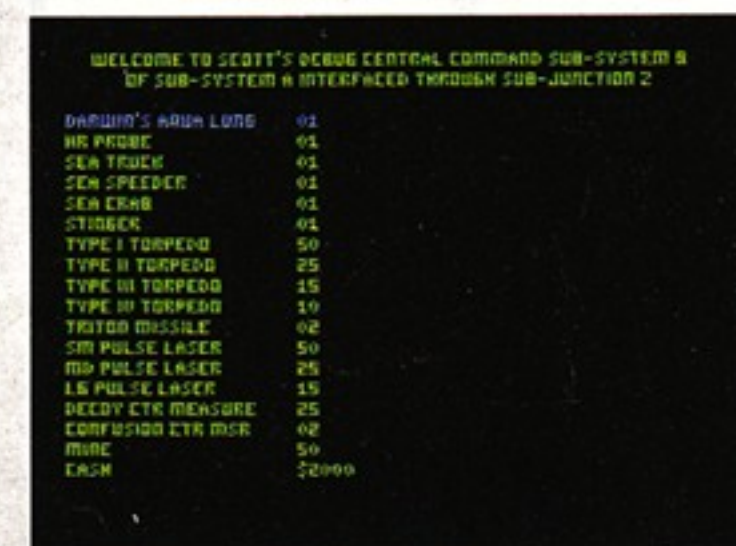 WELCOME TO SCOTT'S DEBUG CENTRAL COMMAND SUB-SYSTEM 9
OF SUB-SYSTEM A INTERFACED THROUGH SUB-JUNCTION 2
DARWIN'S AQUA LUNG 01
HR PROBE 01
SEA TRUCK 01
SEA SPEEDER 01
SEA CRAB 01
STINGER 01
TYPE I TORPEDO 50
TYPE II TORPEDO 25
TYPE III TORPEDO 15
TYPE IV TORPEDO 10
TRITON MISSILE 02
SM PULSE LASER 50
MD PULSE LASER 25
LG PULSE LASER 15
DECOY CTR MEASURE 25
CONFUSION CTR MSR 02
MINE 50
CASH $2000